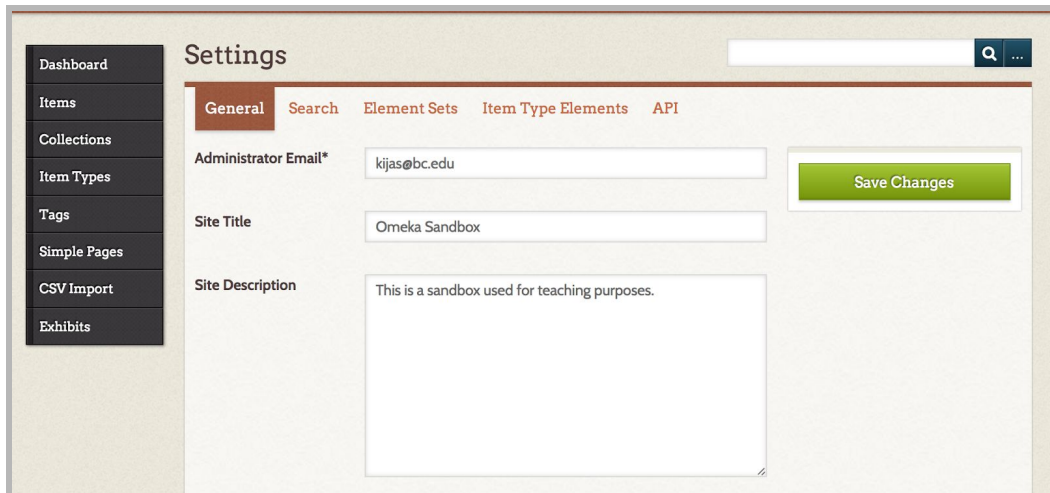 Dashboard
Items
Collections
Item Types
Tags
Simple Pages
CSV Import
Exhibits
Settings
...
General Search Element Sets Item Type Elements API
Administrator Email* kijas@bc.edu
Save Changes
Site Title Omeka Sandbox
Site Description This is a sandbox used for teaching purposes.